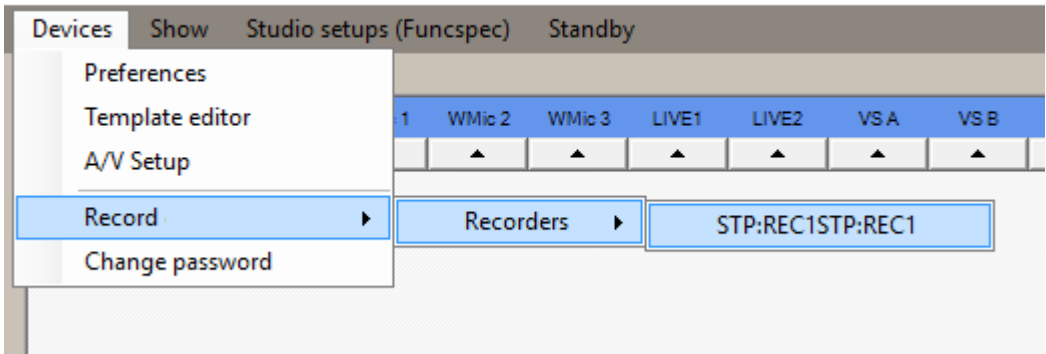 Devices Show Studio setups (Funcspec) Standby
Preferences
Template editor
1 WMic 2 WMic 3 LIVE1 LIVE2 VS A VS B
A/V Setup
Record Recorders STP:REC1STP:REC1
Change password